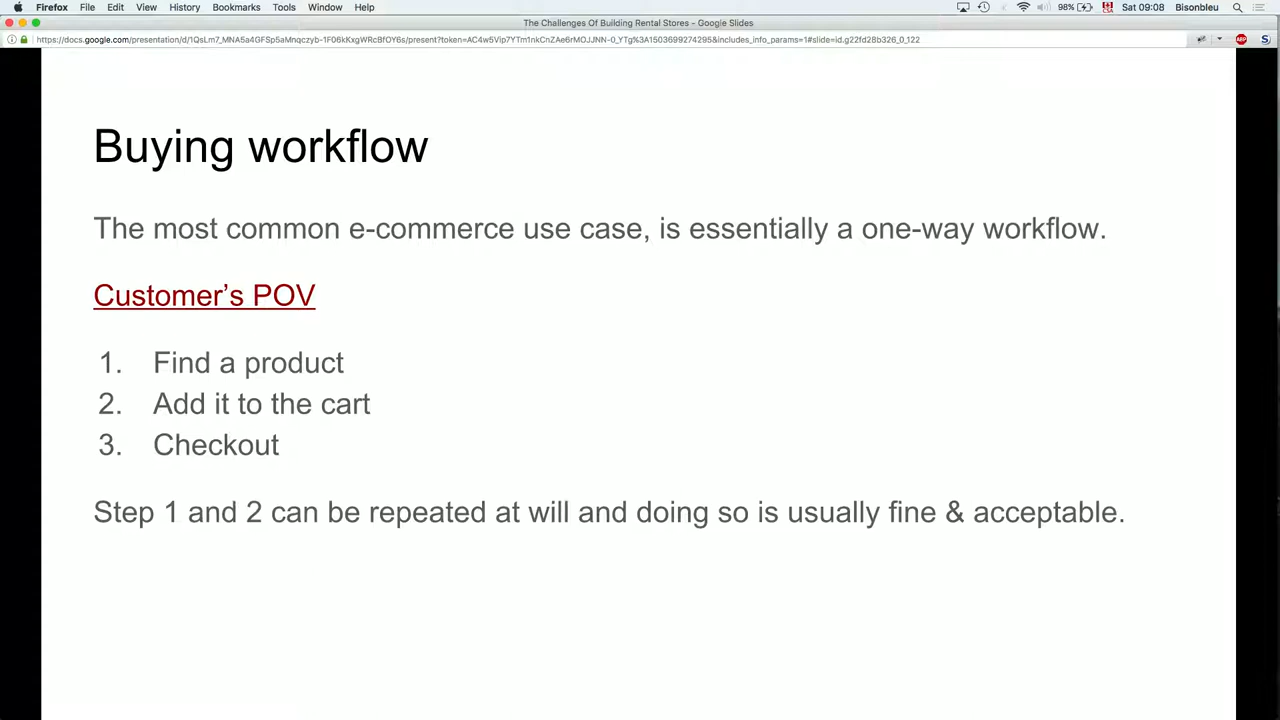 Firefox File Edit View History Bookmarks Tools Window Help 98% Sat 09:08 Bisonbleu
The Challenges Of Building Rental Stores - Google Slides
ABP S
Buying workflow
The most common e-commerce use case, is essentially a one-way workflow.
Customer’s POV
1. Find a product
2. Add it to the cart
3. Checkout
Step 1 and 2 can be repeated at will and doing so is usually fine & acceptable.